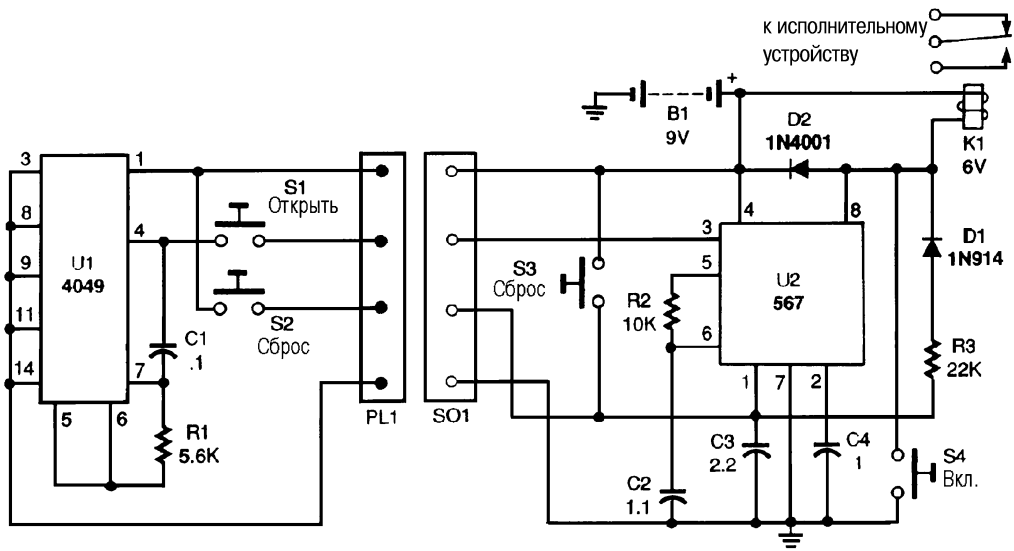 к исполнительному
устройству
+
B1
9V
D2
1N4001
K1
6V
3
1
8
4
9
11
14
7
5
6
U1
4049
S1
Открыть
S2
Сброс
C1
.1
R1
5.6K
PL1
SO1
S3
Сброс
4
8
3
5
6
1
7
2
U2
567
R2
10K
D1
1N914
R3
22K
C3
2.2
C4
1
C2
1.1
S4
Вкл.